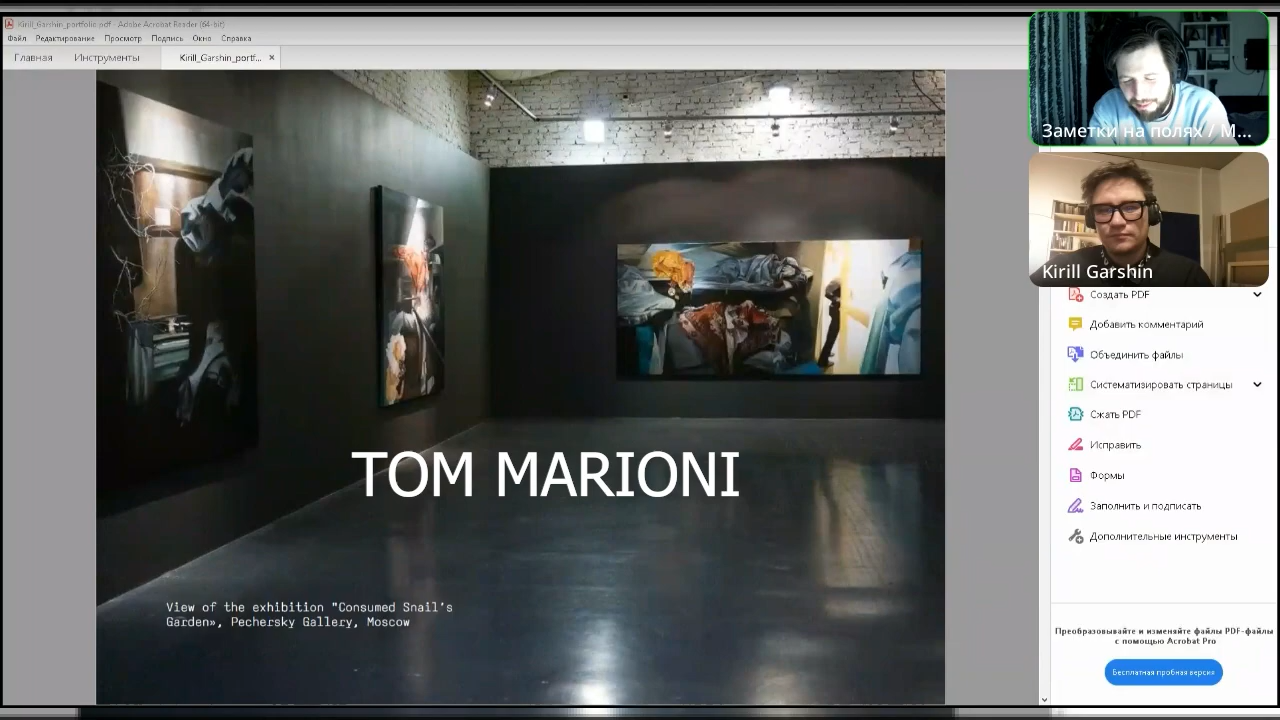 Kirill_Garshin_portfolio.pdf - Adobe Acrobat Reader (64-bit)
Файл Редактирование Просмотр Подпись Окно Справка
Главная Инструменты Kirill_Garshin_portf... ×
Заметки на полях / М...
Kirill Garshin
Создать PDF
Добавить комментарий
Объединить файлы
Систематизировать страницы
Сжать PDF
Исправить
Формы
Заполнить и подписать
Дополнительные инструменты
TOM MARIONI
View of the exhibition "Consumed Snail's
Garden», Pechersky Gallery, Moscow
Преобразовывайте и изменяйте файлы PDF-файлы
с помощью Acrobat Pro
Бесплатная пробная версия